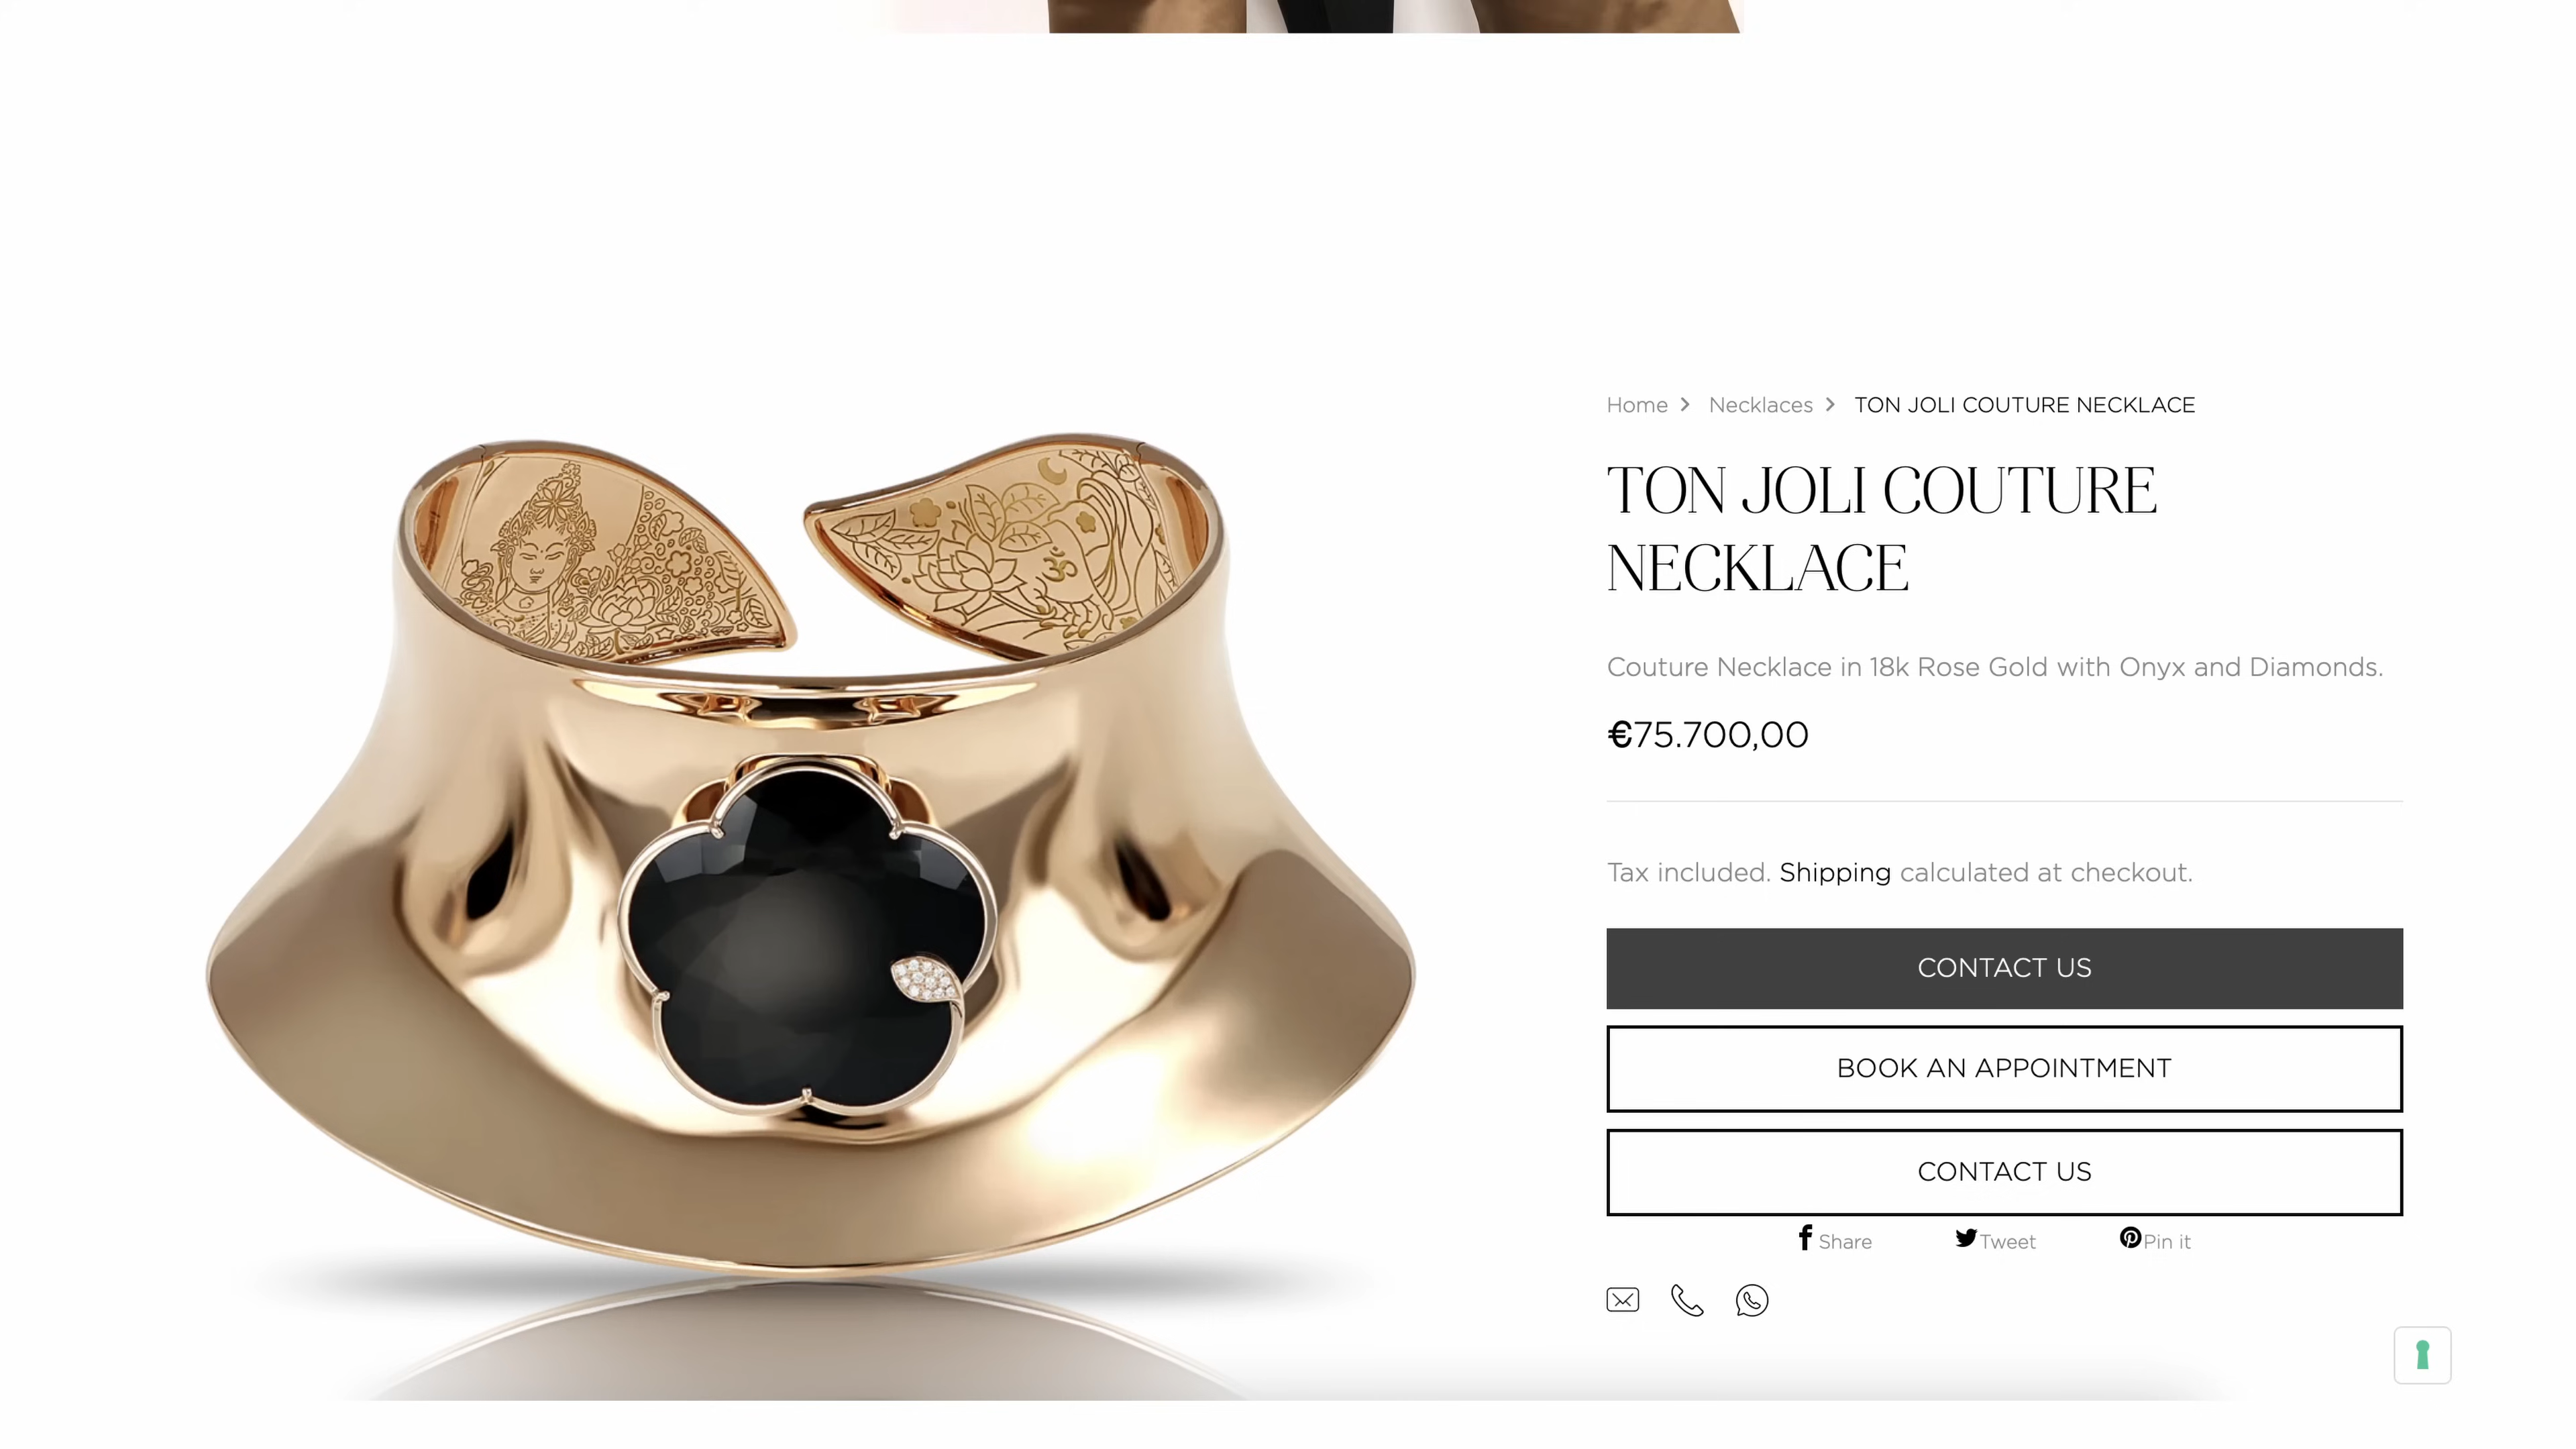 Home > Necklaces > TON JOLI COUTURE NECKLACE
TON JOLI COUTURE
NECKLACE
Couture Necklace in 18k Rose Gold with Onyx and Diamonds.
€75.700,00
Tax included. Shipping calculated at checkout.
CONTACT US
BOOK AN APPOINTMENT
CONTACT US
Share Tweet Pin it
ॐ